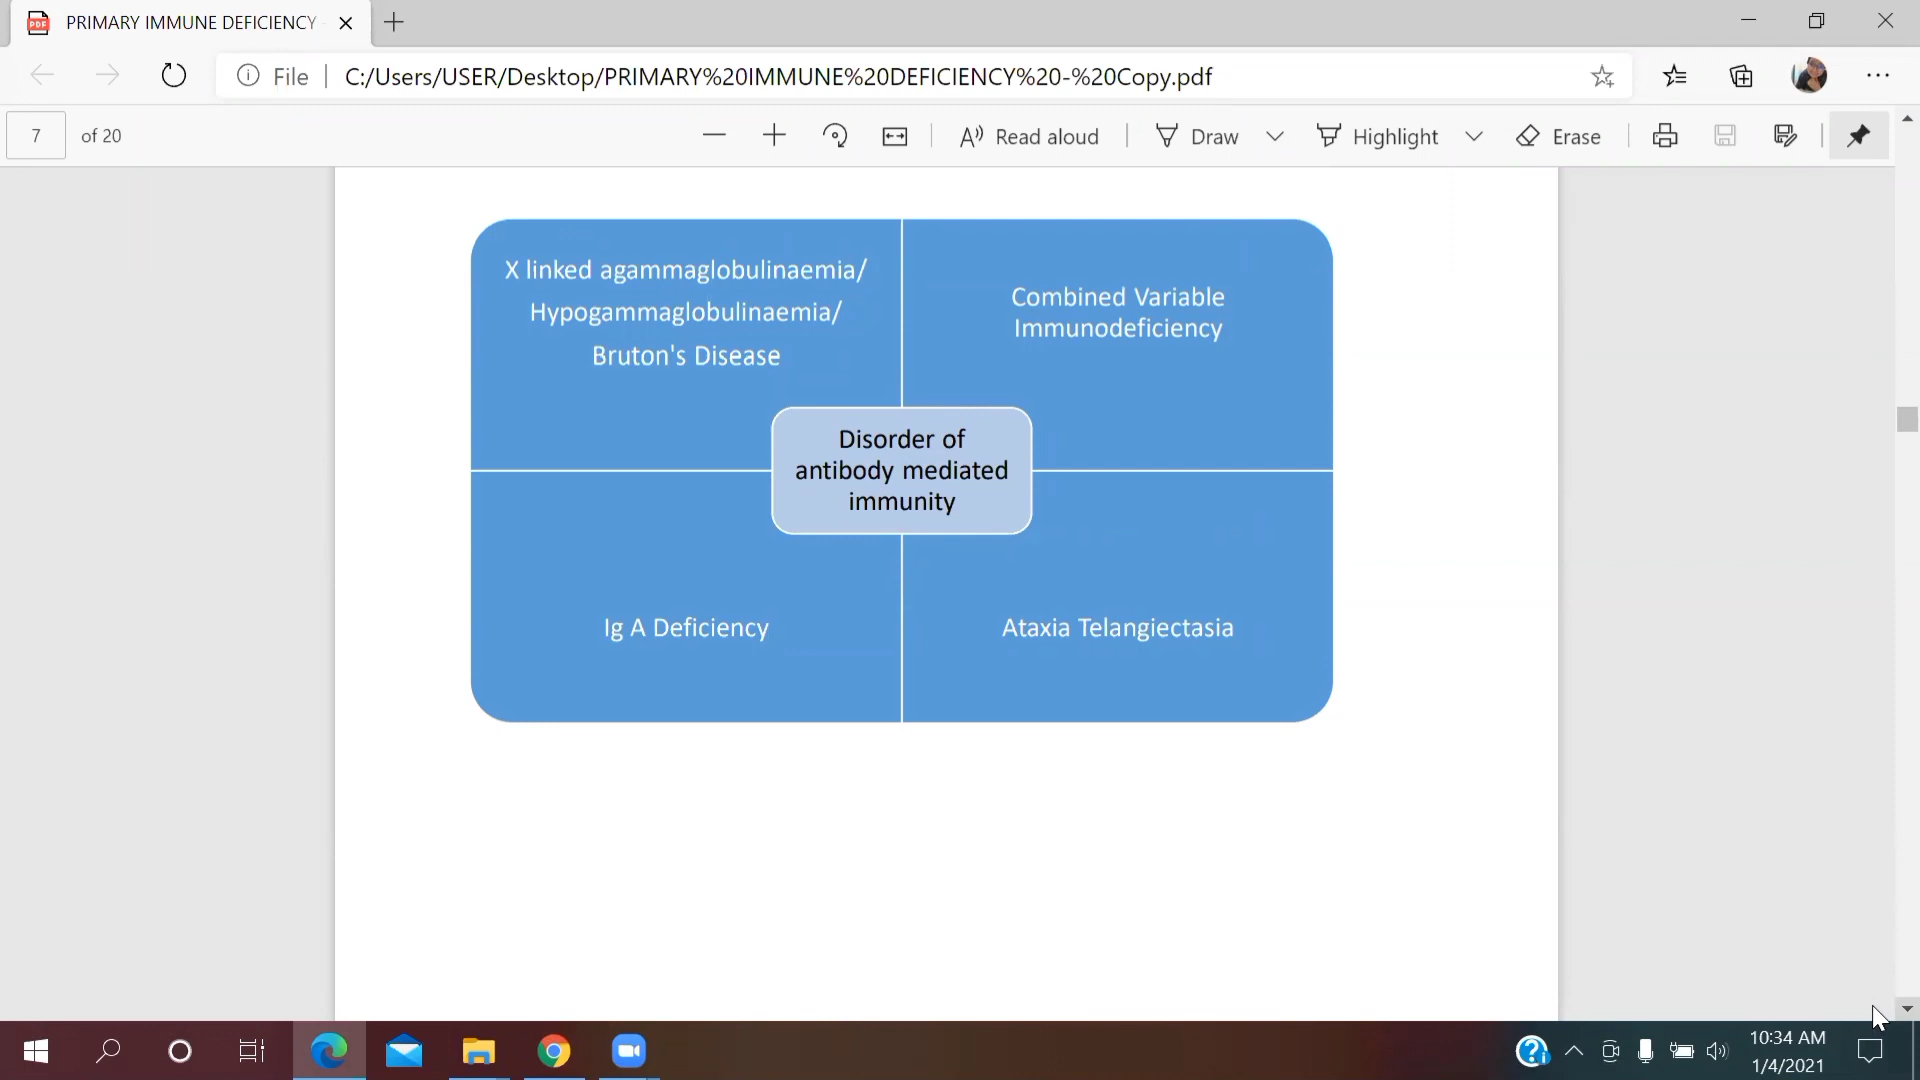 PRIMARY IMMUNE DEFICIENCY
File
C:/Users/USER/Desktop/PRIMARY%20IMMUNE%20DEFICIENCY%20-%20Copy.pdf
7 of 20
Read aloud
Draw
Highlight
Erase
X linked agammaglobulinaemia/
Hypogammaglobulinaemia/
Bruton's Disease
Combined Variable
Immunodeficiency
Disorder of
antibody mediated
immunity
Ig A Deficiency
Ataxia Telangiectasia
10:34 AM
1/4/2021